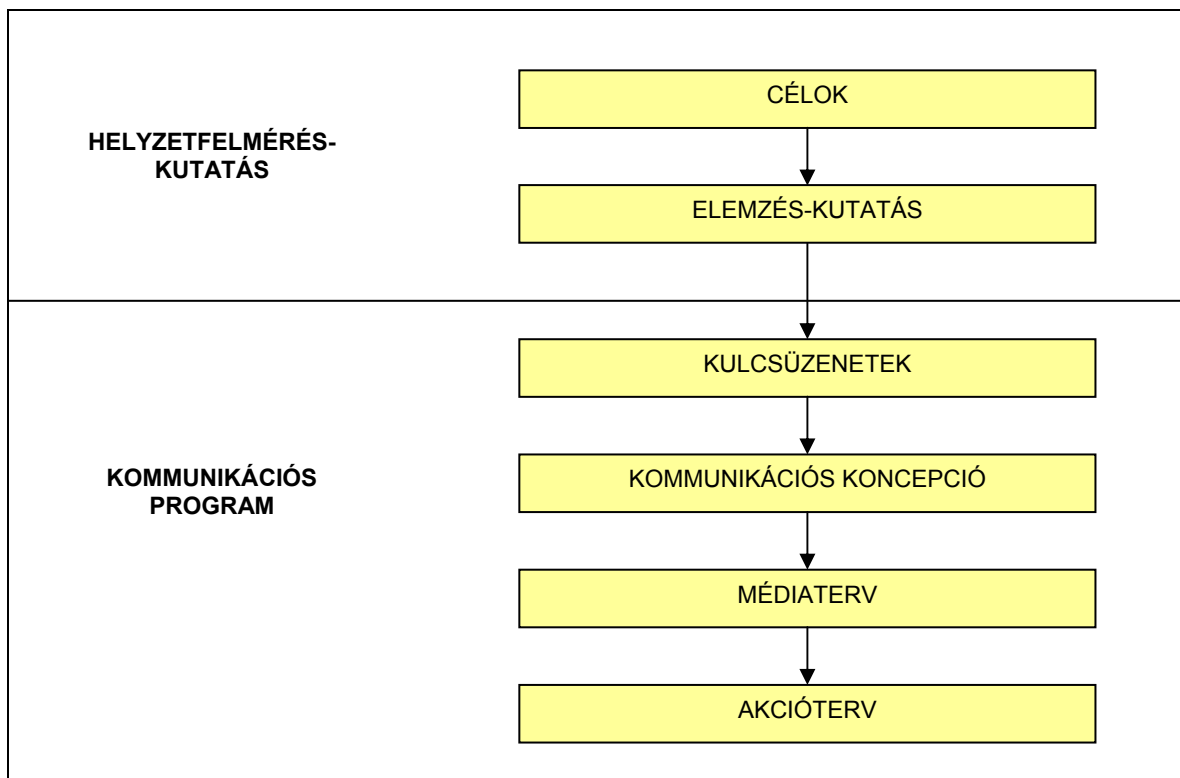 CÉLOK
HELYZETFELMÉRÉS-
KUTATÁS
ELEMZÉS-KUTATÁS
KULCSÜZENETEK
KOMMUNIKÁCIÓS KONCEPCIÓ
KOMMUNIKÁCIÓS
PROGRAM
MÉDIATERV
AKCIÓTERV